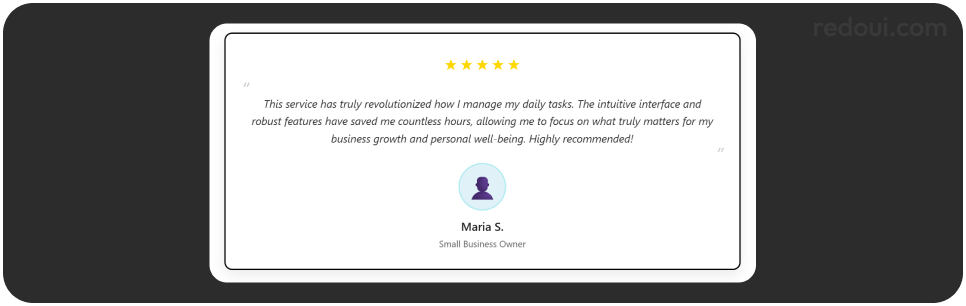 redoui.com
★★★★★
"
This service has truly revolutionized how I manage my daily tasks. The intuitive interface and
robust features have saved me countless hours, allowing me to focus on what truly matters for my
business growth and personal well-being. Highly recommended!
"
Maria S.
Small Business Owner